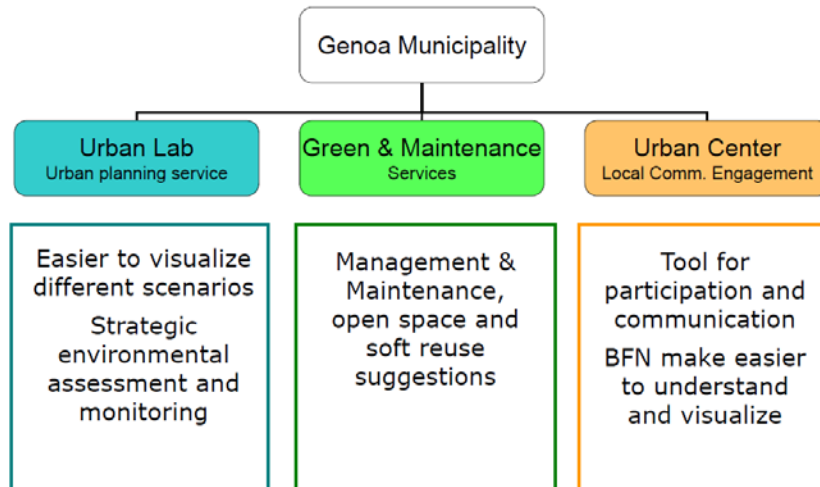 Genoa Municipality
Urban Lab
Urban planning service
Green & Maintenance
Services
Urban Center
Local Comm. Engagement
Easier to visualize
different scenarios
Strategic
environmental
assessment and
monitoring
Management &
Maintenance,
open space and
soft reuse
suggestions
Tool for
participation and
communication
BFN make easier
to understand
and visualize